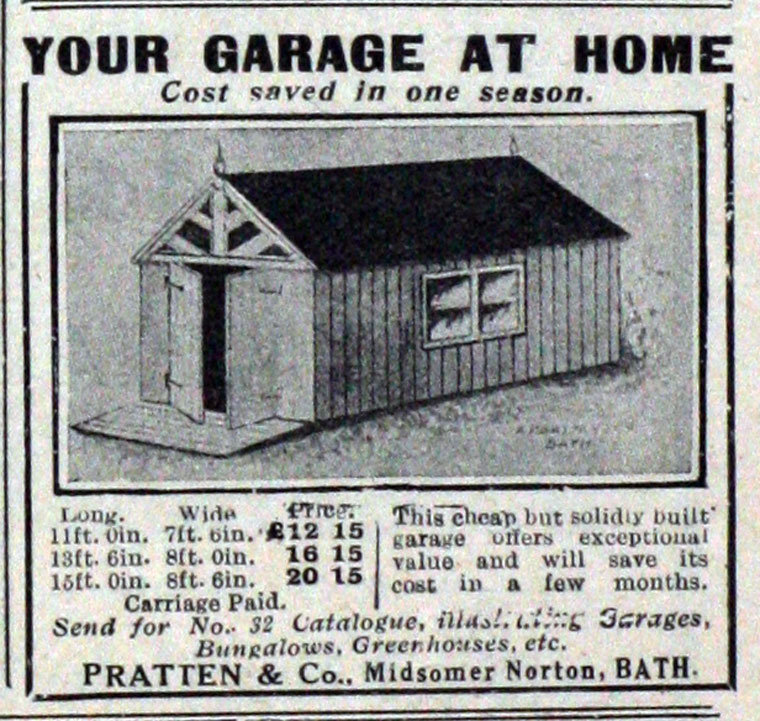 YOUR GARAGE AT HOME
Cost saved in one season.
BATH
Long. Wide Price.
11ft. 0in. 7ft. 6in. £12 15
13ft. 6in. 8ft. 0in. 16 15
15ft. 0in. 8ft. 6in. 20 15
Carriage Paid.
This cheap but solidly built
garage offers exceptional
value and will save its
cost in a few months.
Send for No. 32 Catalogue, illustrating Garages,
Bungalows, Greenhouses, etc.
PRATTEN & Co., Midsomer Norton, BATH.